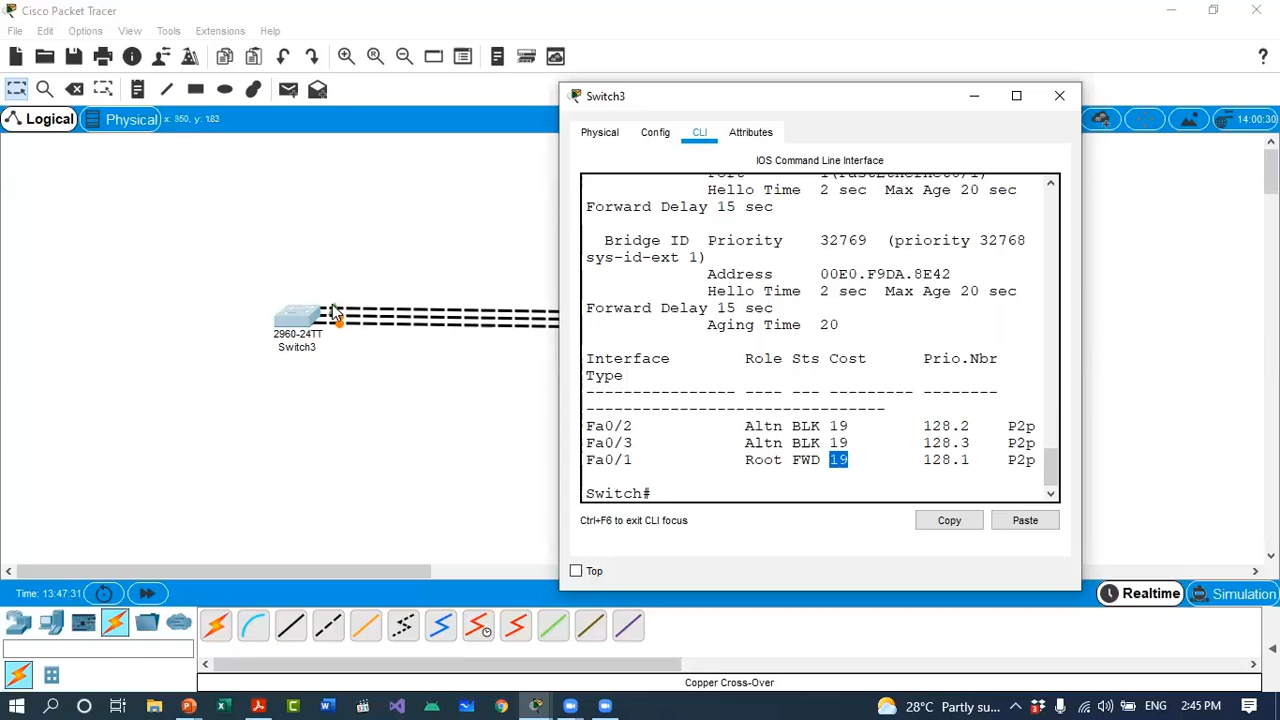 Cisco Packet Tracer
File Edit Options View Tools Extensions Help
Logical Physical x: 350, y: 182 14:00:30
Switch3
Physical Config CLI Attributes
IOS Command Line Interface
Hello Time 2 sec Max Age 20 sec
Forward Delay 15 sec
Bridge ID Priority 32769 (priority 32768
sys-id-ext 1)
Address 00E0.F9DA.8E42
Hello Time 2 sec Max Age 20 sec
Forward Delay 15 sec
Aging Time 20
Interface Role Sts Cost Prio.Nbr
Type
---------------- ---- --- --------- --------
--------------------------------
Fa0/2 Altn BLK 19 128.2 P2p
Fa0/3 Altn BLK 19 128.3 P2p
Fa0/1 Root FWD 19 128.1 P2p
Switch#
Ctrl+F6 to exit CLI focus Copy Paste
Top
2960-24TT
Switch3
Time: 13:47:31 Realtime Simulation
Copper Cross-Over
28°C Partly su... ENG 2:45 PM